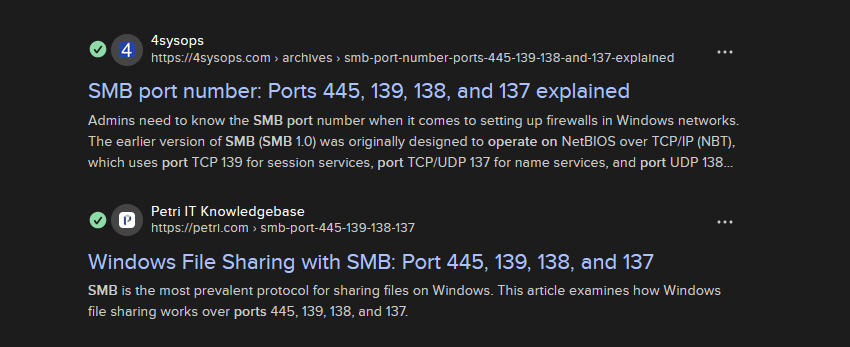 4sysops
4
https://4sysops.com › archives › smb-port-number-ports-445-139-138-and-137-explained
SMB port number: Ports 445, 139, 138, and 137 explained
Admins need to know the SMB port number when it comes to setting up firewalls in Windows networks.
The earlier version of SMB (SMB 1.0) was originally designed to operate on NetBIOS over TCP/IP (NBT),
which uses port TCP 139 for session services, port TCP/UDP 137 for name services, and port UDP 138...
Petri IT Knowledgebase
P
https://petri.com › smb-port-445-139-138-137
Windows File Sharing with SMB: Port 445, 139, 138, and 137
SMB is the most prevalent protocol for sharing files on Windows. This article examines how Windows
file sharing works over ports 445, 139, 138, and 137.